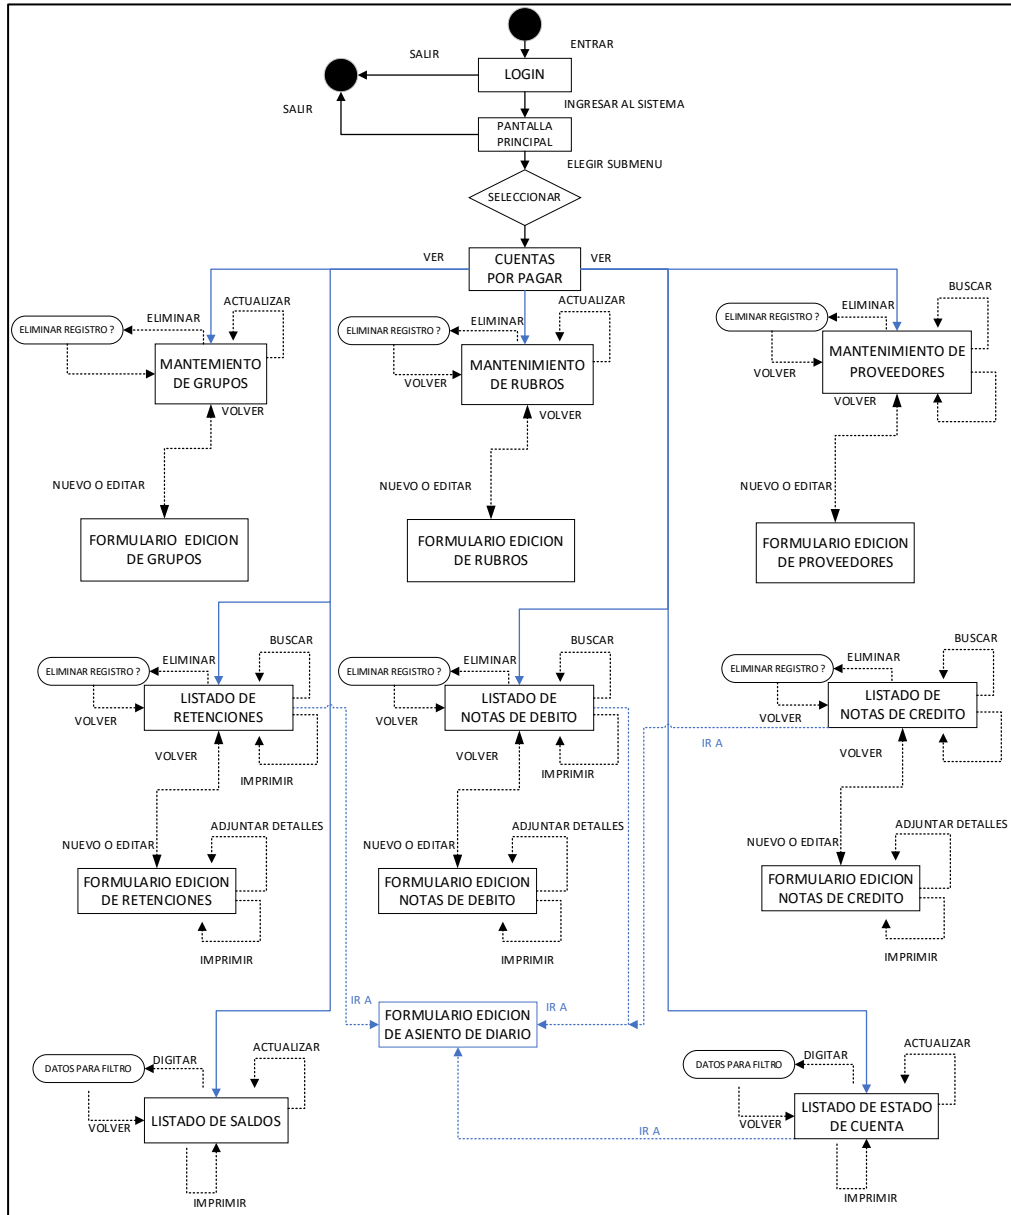 ENTRAR
SALIR
LOGIN
INGRESAR AL SISTEMA
SALIR
PANTALLA
PRINCIPAL
ELEGIR SUBMENU
SELECCIONAR
VER
CUENTAS
POR PAGAR
VER
ACTUALIZAR
ELIMINAR
ELIMINAR REGISTRO ?
MANTEMIENTO
DE GRUPOS
VOLVER
NUEVO O EDITAR
FORMULARIO EDICION
DE GRUPOS
ACTUALIZAR
ELIMINAR
ELIMINAR REGISTRO ?
MANTENIMIENTO
DE RUBROS
VOLVER
VOLVER
NUEVO O EDITAR
FORMULARIO EDICION
DE RUBROS
BUSCAR
ELIMINAR
ELIMINAR REGISTRO ?
MANTENIMIENTO DE
PROVEEDORES
VOLVER
NUEVO O EDITAR
FORMULARIO EDICION
DE PROVEEDORES
BUSCAR
ELIMINAR
ELIMINAR REGISTRO ?
LISTADO DE
RETENCIONES
VOLVER
VOLVER
IMPRIMIR
ADJUNTAR DETALLES
NUEVO O EDITAR
FORMULARIO EDICION
DE RETENCIONES
IMPRIMIR
BUSCAR
ELIMINAR
ELIMINAR REGISTRO ?
LISTADO DE
NOTAS DE DEBITO
VOLVER
VOLVER
IMPRIMIR
ADJUNTAR DETALLES
NUEVO O EDITAR
FORMULARIO EDICION
NOTAS DE DEBITO
IMPRIMIR
BUSCAR
ELIMINAR
ELIMINAR REGISTRO ?
LISTADO DE
NOTAS DE CREDITO
VOLVER
IR A
VOLVER
ADJUNTAR DETALLES
NUEVO O EDITAR
FORMULARIO EDICION
NOTAS DE CREDITO
IMPRIMIR
IR A
FORMULARIO EDICION
DE ASIENTO DE DIARIO
IR A
ACTUALIZAR
DIGITAR
DATOS PARA FILTRO
VOLVER
LISTADO DE SALDOS
IMPRIMIR
ACTUALIZAR
DIGITAR
DATOS PARA FILTRO
VOLVER
LISTADO DE ESTADO
DE CUENTA
IR A
IMPRIMIR